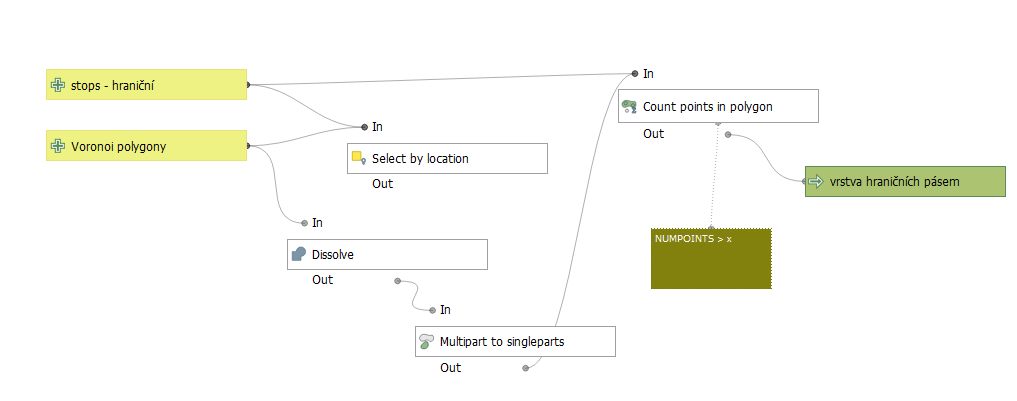 stops - hraniční
Voronoi polygony
In
Select by location
Out
In
Dissolve
Out
In
Multipart to singleparts
Out
In
Count points in polygon
Out
vrstva hraničních pásem
NUMPOINTS > x